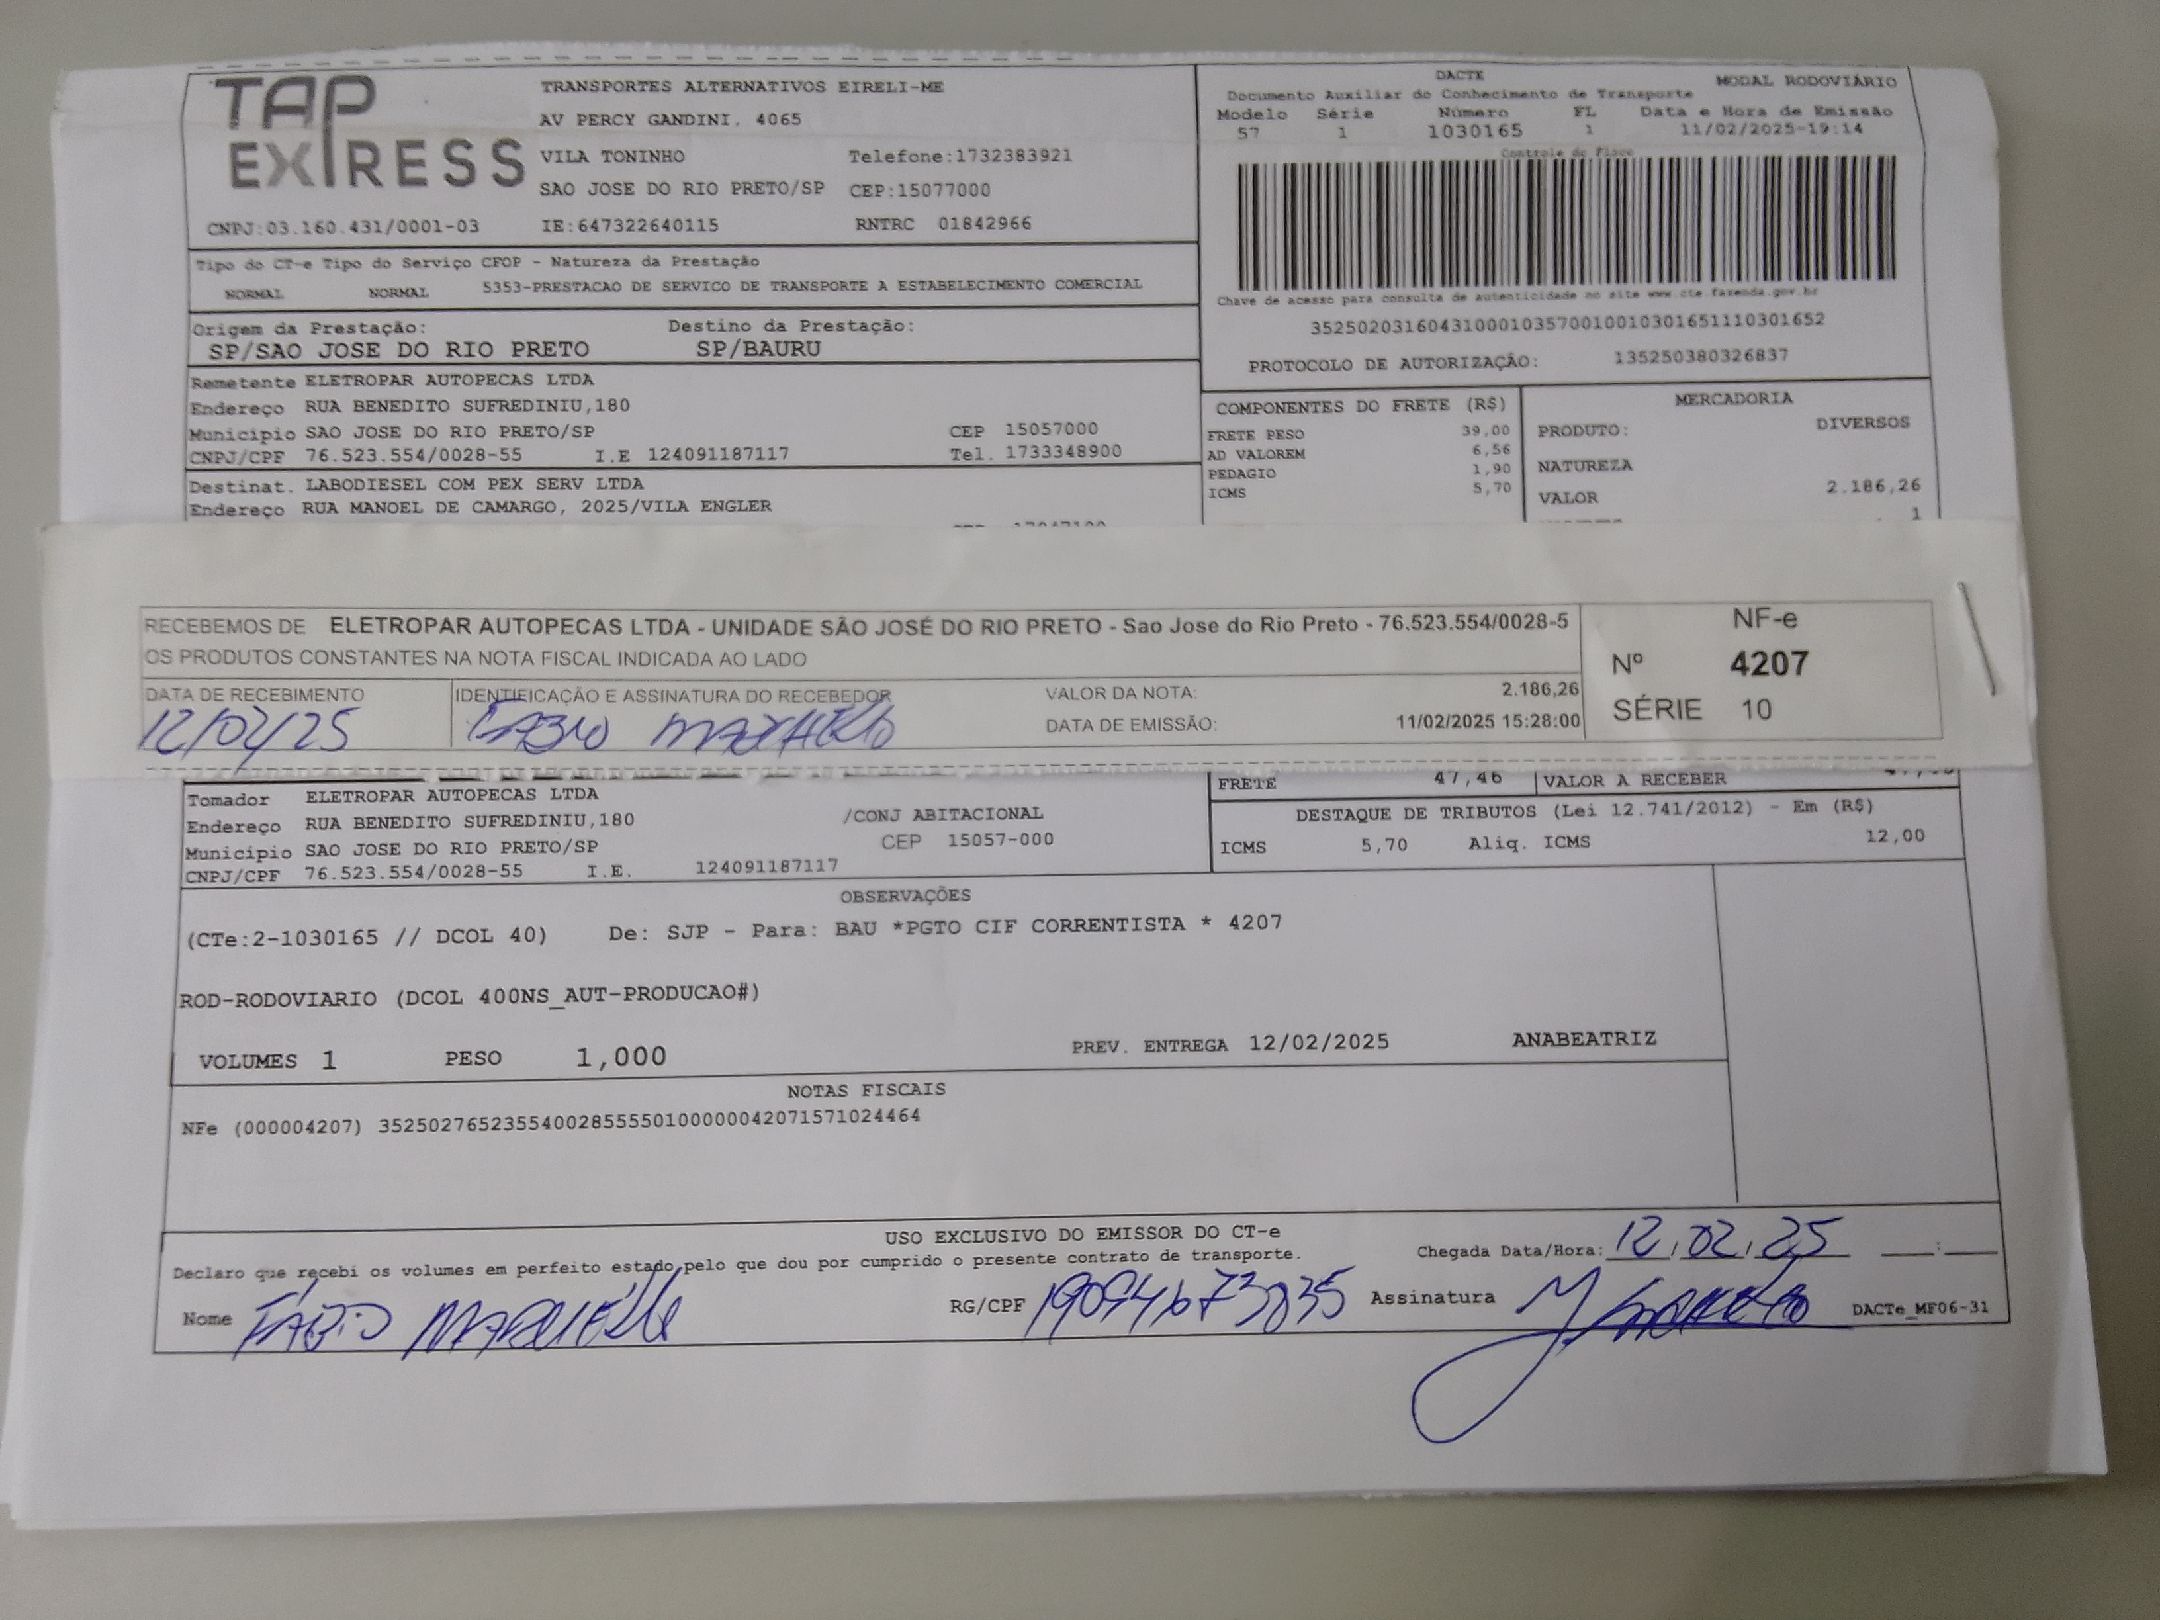 TAP EXPRESS
TRANSPORTES ALTERNATIVOS EIRELI-ME
AV PERCY GANDINI, 4065
VILA TONINHO Telefone:1732383921
SAO JOSE DO RIO PRETO/SP CEP:15077000
CNPJ:03.160.431/0001-03 IE:647322640115 RNTRC 01842966
DACTE MODAL RODOVIÁRIO
Documento Auxiliar do Conhecimento de Transporte
Modelo Série Número FL Data e Hora de Emissão
57 1 1030165 1 11/02/2025-19:14
Controle do Fisco
Chave de acesso para consulta de autenticidade no site www.cte.fazenda.gov.br
35250203160431000103570010010301651110301652
PROTOCOLO DE AUTORIZAÇÃO: 135250380326837
Tipo do CT-e Tipo do Serviço CFOP - Natureza da Prestação
NORMAL NORMAL 5353-PRESTACAO DE SERVICO DE TRANSPORTE A ESTABELECIMENTO COMERCIAL
Origem da Prestação: Destino da Prestação:
SP/SAO JOSE DO RIO PRETO SP/BAURU
Remetente ELETROPAR AUTOPECAS LTDA
Endereço RUA BENEDITO SUFREDINIU,180
Municipio SAO JOSE DO RIO PRETO/SP CEP 15057000
CNPJ/CPF 76.523.554/0028-55 I.E 124091187117 Tel. 1733348900
Destinat. LABODIESEL COM PEX SERV LTDA
Endereço RUA MANOEL DE CAMARGO, 2025/VILA ENGLER
COMPONENTES DO FRETE (R$)
FRETE PESO 39,00
AD VALOREM 6,56
PEDAGIO 1,90
ICMS 5,70
MERCADORIA
PRODUTO: DIVERSOS
NATUREZA
VALOR 2.186,26
1
RECEBEMOS DE ELETROPAR AUTOPECAS LTDA - UNIDADE SÃO JOSÉ DO RIO PRETO - Sao Jose do Rio Preto - 76.523.554/0028-5
OS PRODUTOS CONSTANTES NA NOTA FISCAL INDICADA AO LADO
DATA DE RECEBIMENTO IDENTIFICAÇÃO E ASSINATURA DO RECEBEDOR
12/02/25 FABIO
VALOR DA NOTA: 2.186,26
DATA DE EMISSÃO: 11/02/2025 15:28:00
NF-e
Nº 4207
SÉRIE 10
FRETE 47,46 VALOR A RECEBER
Tomador ELETROPAR AUTOPECAS LTDA
Endereço RUA BENEDITO SUFREDINIU,180 /CONJ ABITACIONAL
Municipio SAO JOSE DO RIO PRETO/SP CEP 15057-000
CNPJ/CPF 76.523.554/0028-55 I.E. 124091187117
DESTAQUE DE TRIBUTOS (Lei 12.741/2012) - Em (R$)
ICMS 5,70 Aliq. ICMS 12,00
OBSERVAÇÕES
(CTe:2-1030165 // DCOL 40) De: SJP - Para: BAU *PGTO CIF CORRENTISTA * 4207
ROD-RODOVIARIO (DCOL 400NS_AUT-PRODUCAO#)
VOLUMES 1 PESO 1,000 PREV. ENTREGA 12/02/2025 ANABEATRIZ
NOTAS FISCAIS
NFe (000004207) 35250276523554002855550100000042071571024464
USO EXCLUSIVO DO EMISSOR DO CT-e
Declaro que recebi os volumes em perfeito estado pelo que dou por cumprido o presente contrato de transporte.
Chegada Data/Hora: 12,02,25 __:__
Nome FÁBIO RG/CPF 19094673835 Assinatura DACTe_MF06-31